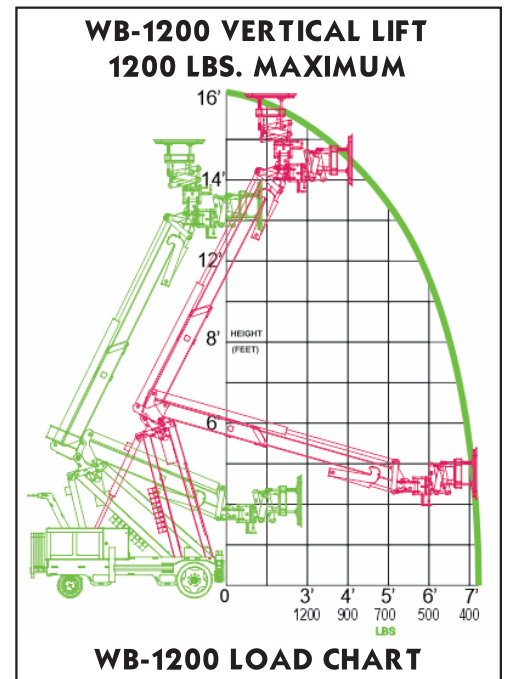 WB-1200 VERTICAL LIFT
1200 LBS. MAXIMUM
16'
14'
12'
HEIGHT
8'
(FEET)
6'
0 3' 4' 5' 6' 7'
1200 900 700 500 400
LBS
WB-1200 LOAD CHART